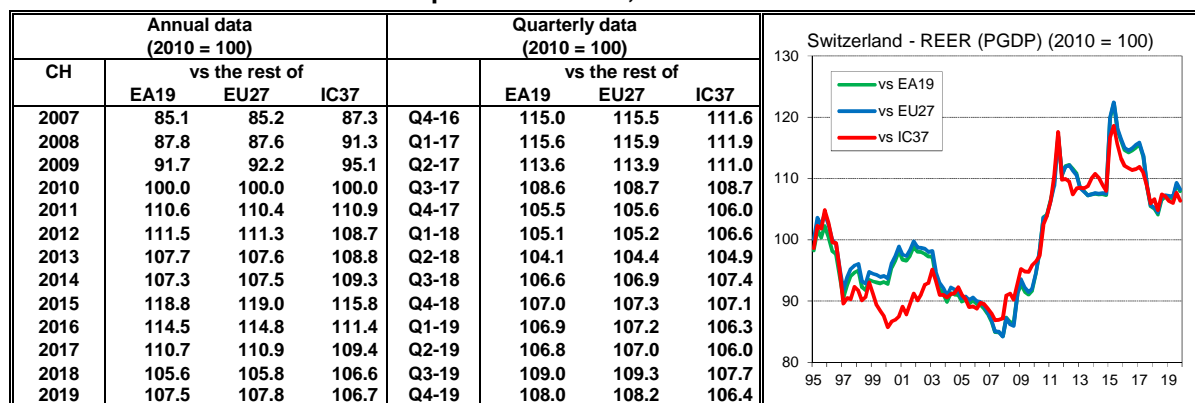 Annual data
(2010 = 100)
Quarterly data
(2010 = 100)
CH vs the rest of vs the rest of
EA19 EU27 IC37 EA19 EU27 IC37
2007 85.1 85.2 87.3 Q4-16 115.0 115.5 111.6
2008 87.8 87.6 91.3 Q1-17 115.6 115.9 111.9
2009 91.7 92.2 95.1 Q2-17 113.6 113.9 111.0
2010 100.0 100.0 100.0 Q3-17 108.6 108.7 108.7
2011 110.6 110.4 110.9 Q4-17 105.5 105.6 106.0
2012 111.5 111.3 108.7 Q1-18 105.1 105.2 106.6
2013 107.7 107.6 108.8 Q2-18 104.1 104.4 104.9
2014 107.3 107.5 109.3 Q3-18 106.6 106.9 107.4
2015 118.8 119.0 115.8 Q4-18 107.0 107.3 107.1
2016 114.5 114.8 111.4 Q1-19 106.9 107.2 106.3
2017 110.7 110.9 109.4 Q2-19 106.8 107.0 106.0
2018 105.6 105.8 106.6 Q3-19 109.0 109.3 107.7
2019 107.5 107.8 106.7 Q4-19 108.0 108.2 106.4
Switzerland - REER (PGDP) (2010 = 100)
130
120
110
100
90
80
vs EA19
vs EU27
vs IC37
95 97 99 01 03 05 07 09 11 13 15 17 19